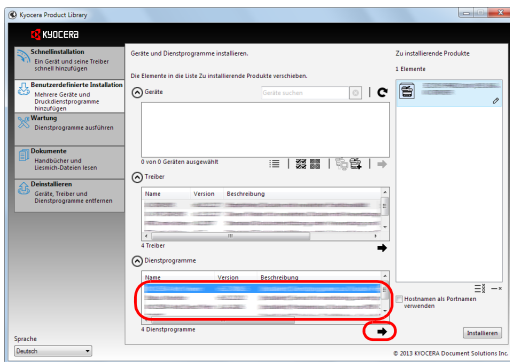 Kyocera Product Library
KYOCERA
Schnellinstallation
Ein Gerät und seine Treiber
schnell hinzufügen
Benutzerdefinierte Installation
Mehrere Geräte und
Druckdienstprogramme
hinzufügen
Wartung
Dienstprogramme ausführen
Dokumente
Handbücher und
Liesmich-Dateien lesen
Deinstallieren
Geräte, Treiber und
Dienstprogramme entfernen
Sprache
Deutsch
Geräte und Dienstprogramme installieren.
Die Elemente in die Liste Zu installierende Produkte verschieben.
Geräte
Geräte suchen
0 von 0 Geräten ausgewählt
Treiber
Name Version Beschreibung
4 Treiber
Dienstprogramme
Name Version Beschreibung
4 Dienstprogramme
Zu installierende Produkte
1 Elemente
Hostnamen als Portnamen
verwenden
Installieren
© 2013 KYOCERA Document Solutions Inc.